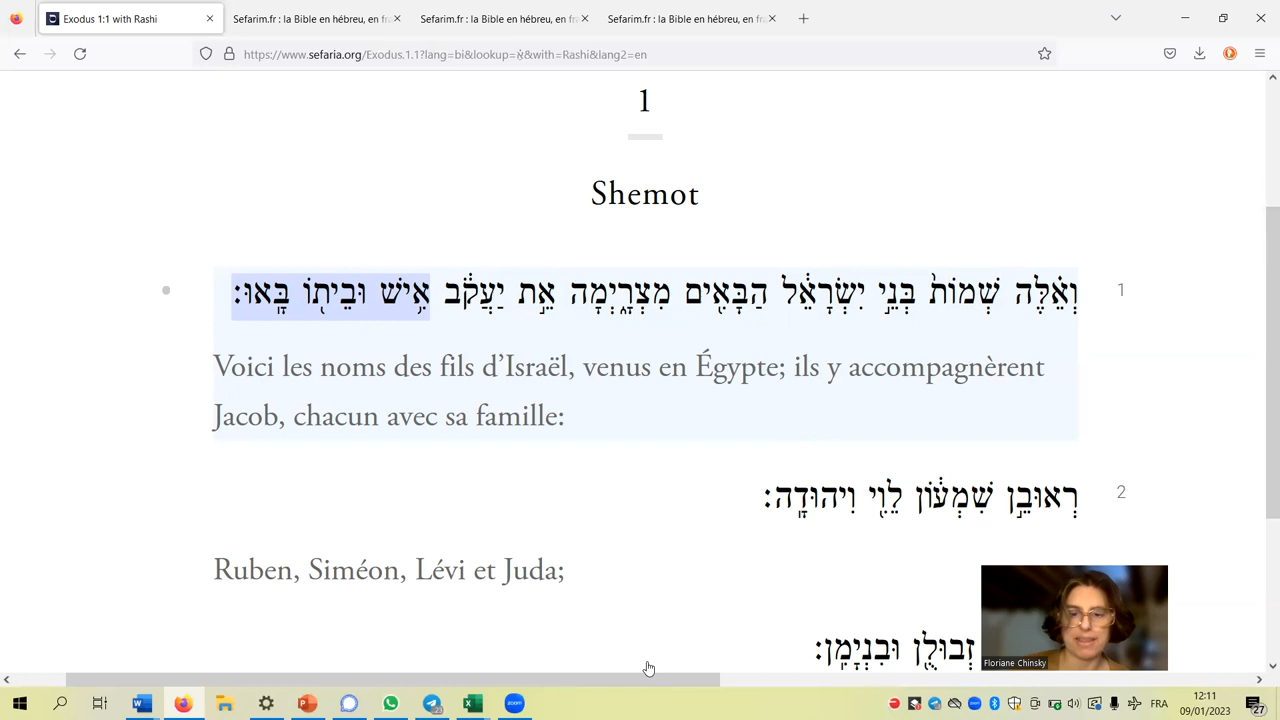 Exodus 1:1 with Rashi
Sefarim.fr : la Bible en hébreu, en fra
Sefarim.fr : la Bible en hébreu, en fra
Sefarim.fr : la Bible en hébreu, en fra
https://www.sefaria.org/Exodus.1.1?lang=bi&lookup=&with=Rashi&lang2=en
1
Shemot
וְאֵ֗לֶּה שְׁמוֹת֙ בְּנֵ֣י יִשְׂרָאֵ֔ל הַבָּאִ֖ים מִצְרָ֑יְמָה אֵ֣ת יַעֲקֹ֔ב אִ֥ישׁ וּבֵית֖וֹ בָּֽאוּ׃
1
Voici les noms des fils d’Israël, venus en Égypte; ils y accompagnèrent
Jacob, chacun avec sa famille:
רְאוּבֵ֣ן שִׁמְע֔וֹן לֵוִ֖י וִיהוּדָֽה׃
2
Ruben, Siméon, Lévi et Juda;
זְבוּלֻ֖ן וּבִנְיָמִֽן׃
Floriane Chinsky
FR
12:11
09/01/2023
27